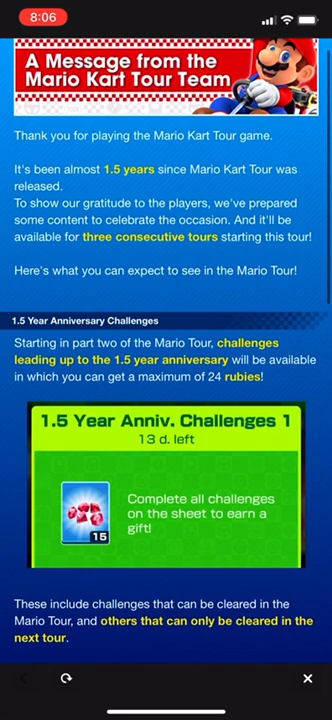 8:06
A Message from the
Mario Kart Tour Team
Thank you for playing the Mario Kart Tour game.
It's been almost 1.5 years since Mario Kart Tour was
released.
To show our gratitude to the players, we've prepared
some content to celebrate the occasion. And it'll be
available for three consecutive tours starting this tour!
Here's what you can expect to see in the Mario Tour!
1.5 Year Anniversary Challenges
Starting in part two of the Mario Tour, challenges
leading up to the 1.5 year anniversary will be available
in which you can get a maximum of 24 rubies!
1.5 Year Anniv. Challenges 1
13 d. left
Complete all challenges
on the sheet to earn a
gift!
15
These include challenges that can be cleared in the
Mario Tour, and others that can only be cleared in the
next tour.